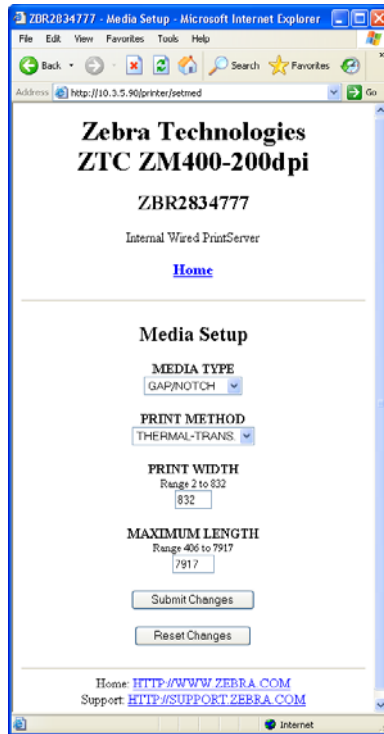 ZBR2834777 - Media Setup - Microsoft Internet Explorer
File Edit View Favorites Tools Help
Back Search Favorites
Address http://10.3.5.90/printer/setmed Go
Zebra Technologies
ZTC ZM400-200dpi
ZBR2834777
Internal Wired PrintServer
Home
Media Setup
MEDIA TYPE
GAP/NOTCH
PRINT METHOD
THERMAL-TRANS.
PRINT WIDTH
Range 2 to 832
832
MAXIMUM LENGTH
Range 406 to 7917
7917
Submit Changes
Reset Changes
Home: HTTP://WWW.ZEBRA.COM
Support: HTTP://SUPPORT.ZEBRA.COM
Internet